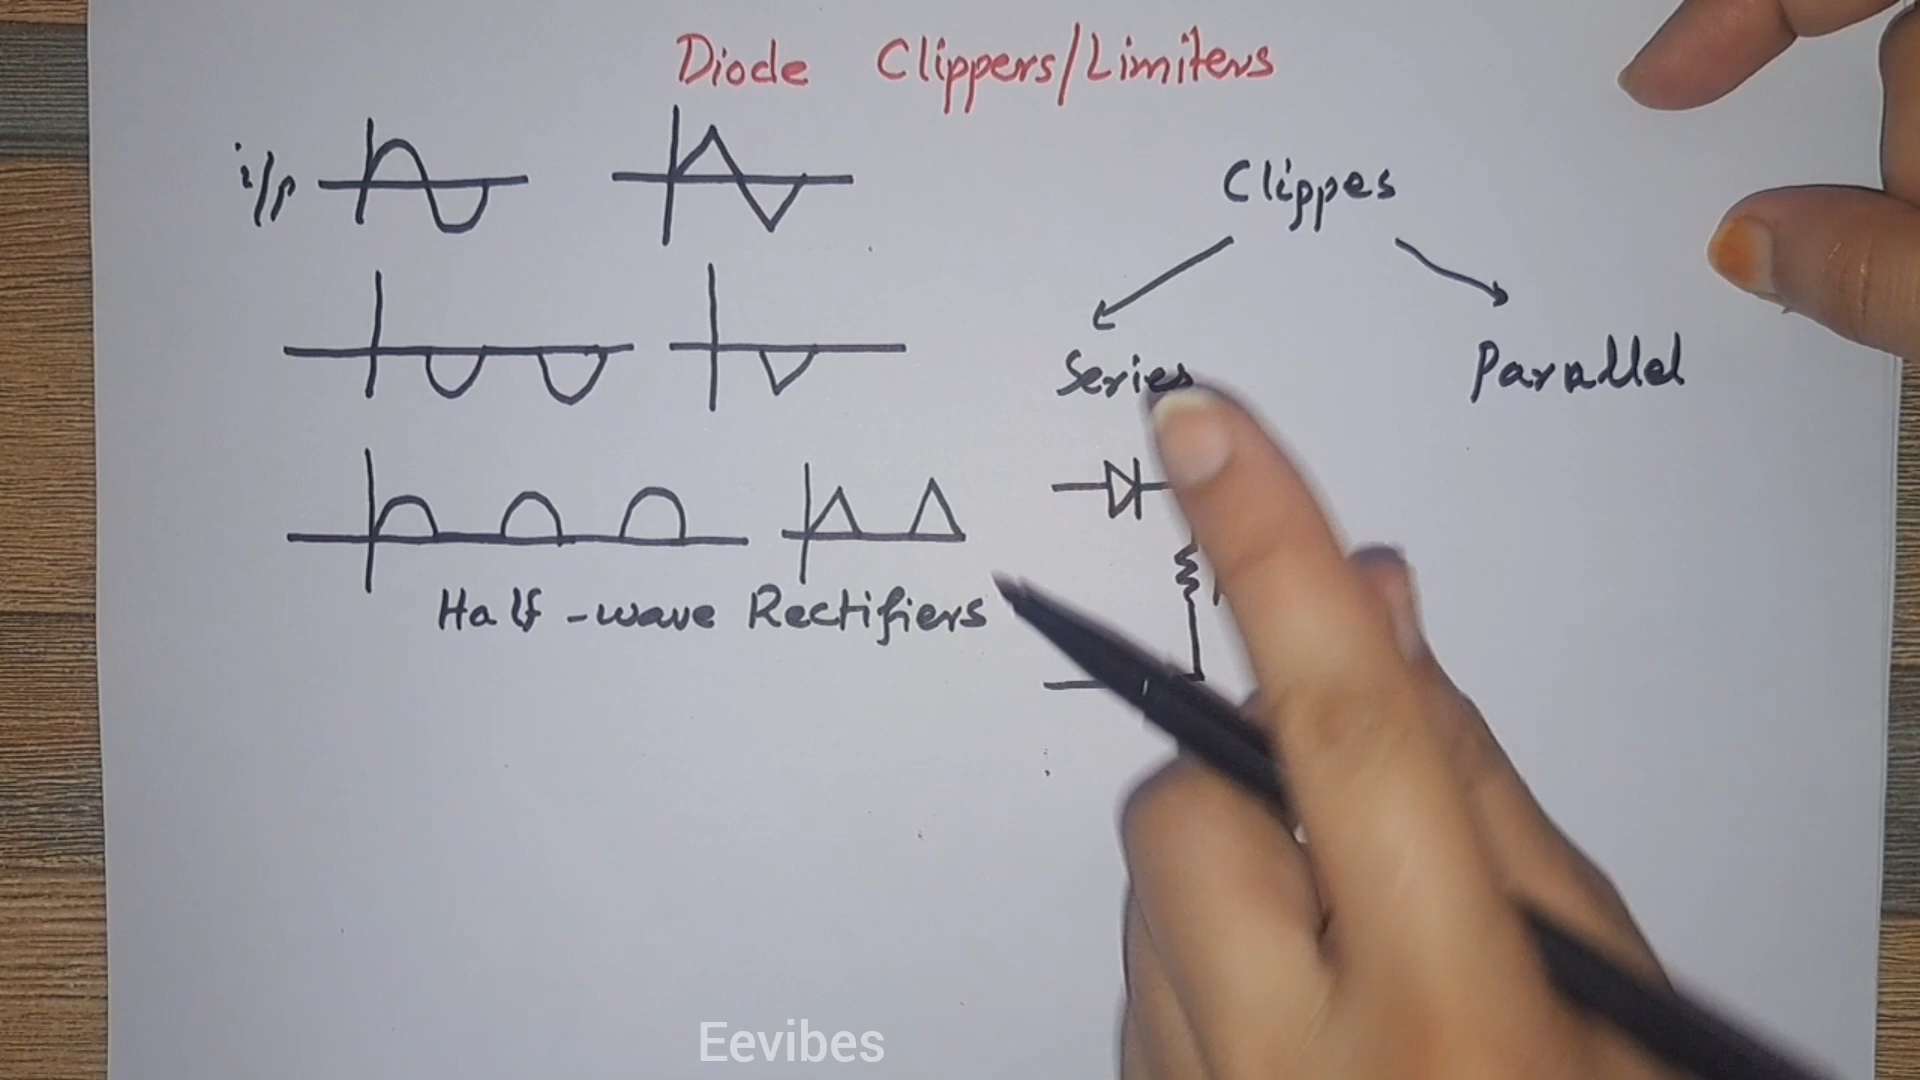 Diode Clippers/Limiters
i/p
Clippes
Series
Parallel
Half-wave Rectifiers
Eevibes